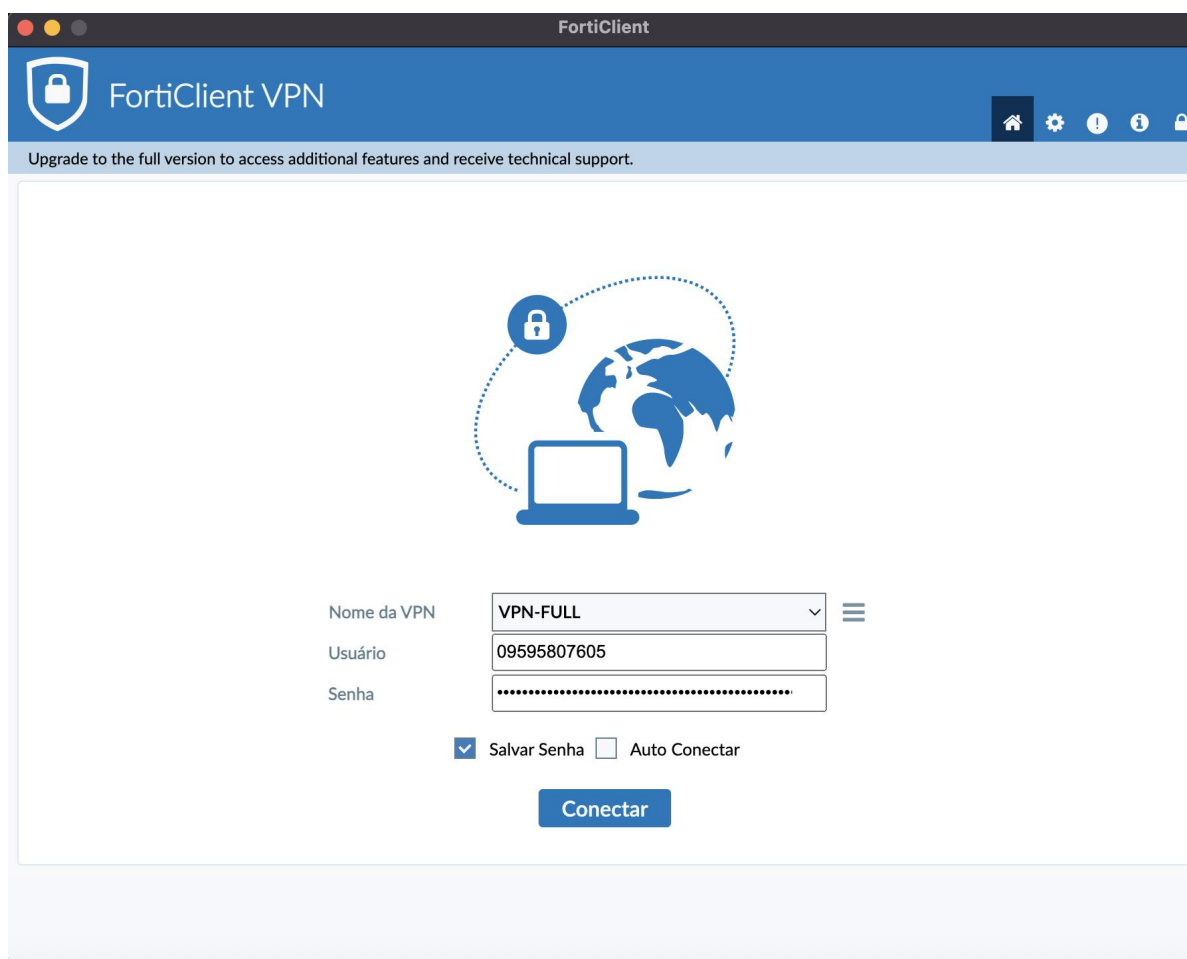 FortiClient
FortiClient VPN
Upgrade to the full version to access additional features and receive technical support.
Nome da VPN VPN-FULL
Usuário 09595807605
Senha ••••••••••••••••••••••••••••••••••••••••••••••••
Salvar Senha Auto Conectar
Conectar